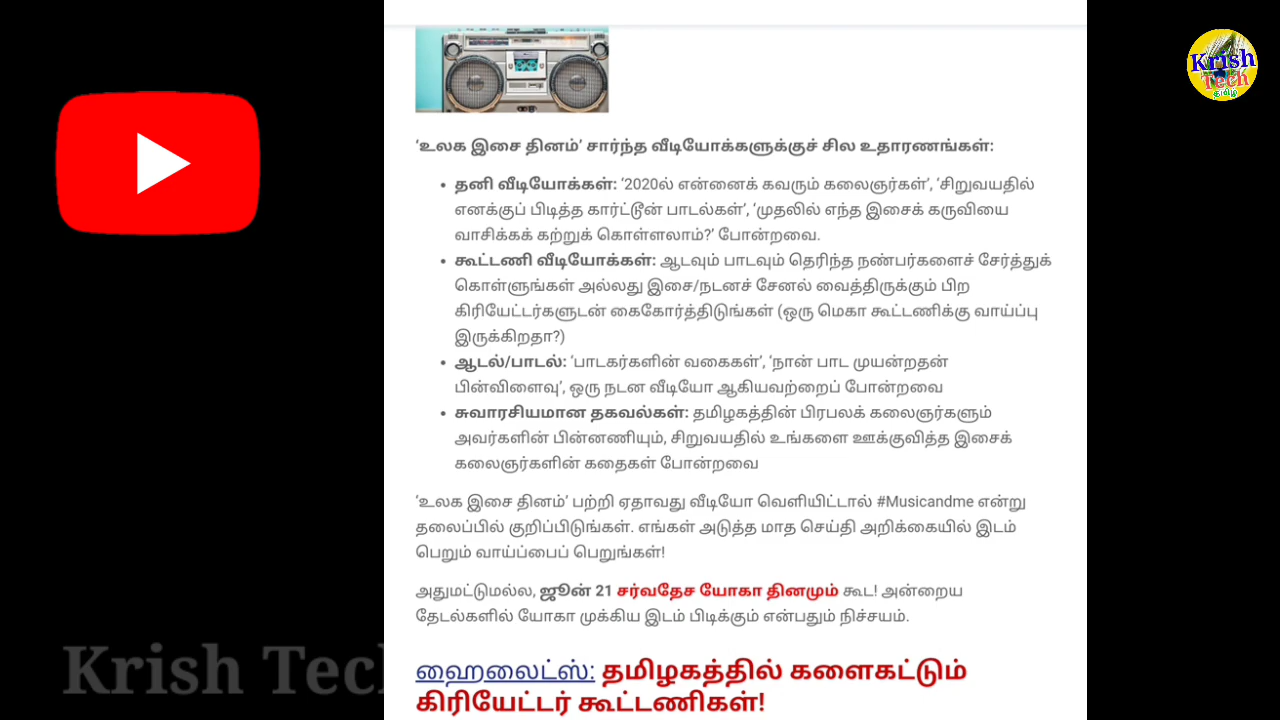 Krish
Tech
தமிழ்
‘உலக இசை தினம்’ சார்ந்த வீடியோக்களுக்குச் சில உதாரணங்கள்:
• தனி வீடியோக்கள்: ‘2020ல் என்னைக் கவரும் கலைஞர்கள்’, ‘சிறுவயதில்
எனக்குப் பிடித்த கார்ட்டூன் பாடல்கள்’, ‘முதலில் எந்த இசைக் கருவியை
வாசிக்கக் கற்றுக் கொள்ளலாம்?’ போன்றவை.
• கூட்டணி வீடியோக்கள்: ஆடவும் பாடவும் தெரிந்த நண்பர்களைச் சேர்த்துக்
கொள்ளுங்கள் அல்லது இசை/நடனச் சேனல் வைத்திருக்கும் பிற
கிரியேட்டர்களுடன் கைகோர்த்திடுங்கள் (ஒரு மெகா கூட்டணிக்கு வாய்ப்பு
இருக்கிறதா?)
• ஆடல்/பாடல்: ‘பாடகர்களின் வகைகள்’, ‘நான் பாட முயன்றதன்
பின்விளைவு’, ஒரு நடன வீடியோ ஆகியவற்றைப் போன்றவை
• சுவாரசியமான தகவல்கள்: தமிழகத்தின் பிரபலக் கலைஞர்களும்
அவர்களின் பின்னணியும், சிறுவயதில் உங்களை ஊக்குவித்த இசைக்
கலைஞர்களின் கதைகள் போன்றவை
‘உலக இசை தினம்‘ பற்றி ஏதாவது வீடியோ வெளியிட்டால் #Musicandme என்று
தலைப்பில் குறிப்பிடுங்கள். எங்கள் அடுத்த மாத செய்தி அறிக்கையில் இடம்
பெறும் வாய்ப்பைப் பெறுங்கள்!
அதுமட்டுமல்ல, ஜூன் 21 சர்வதேச யோகா தினமும் கூட! அன்றைய
தேடல்களில் யோகா முக்கிய இடம் பிடிக்கும் என்பதும் நிச்சயம்.
ஹைலைட்ஸ்: தமிழகத்தில் களைகட்டும்
கிரியேட்டர் கூட்டணிகள்!
Krish Tech